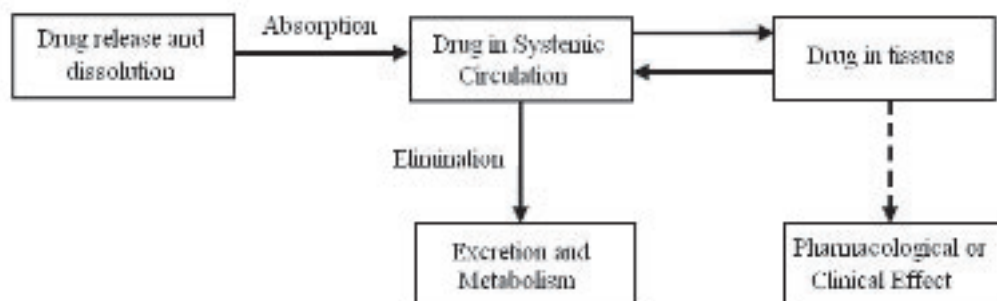 Drug release and
dissolution
Absorption
Drug in Systemic
Circulation
Drug in tissues
Elimination
Excretion and
Metabolism
Pharmacological or
Clinical Effect